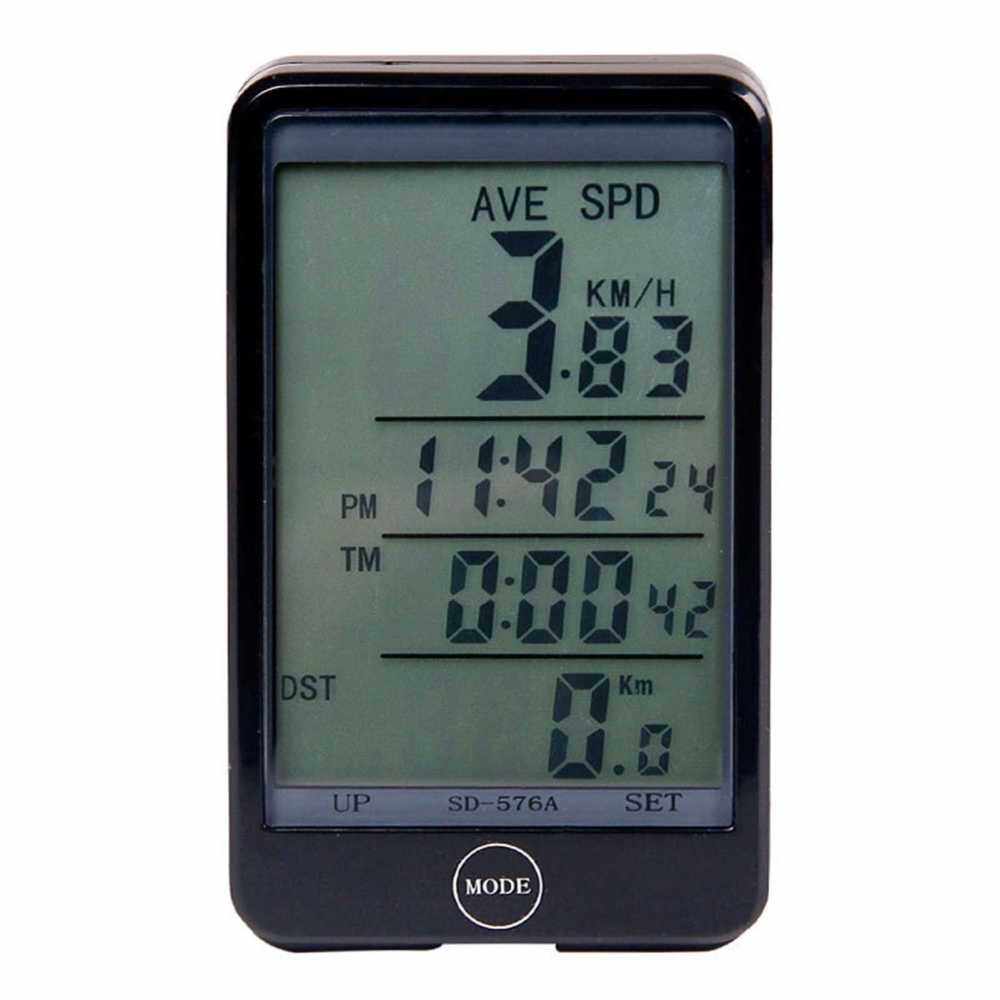 AVE SPD
KM/H
3.83
PM 11:42 24
TM
0:00 42
DST Km
0.0
UP SD-576A SET
MODE